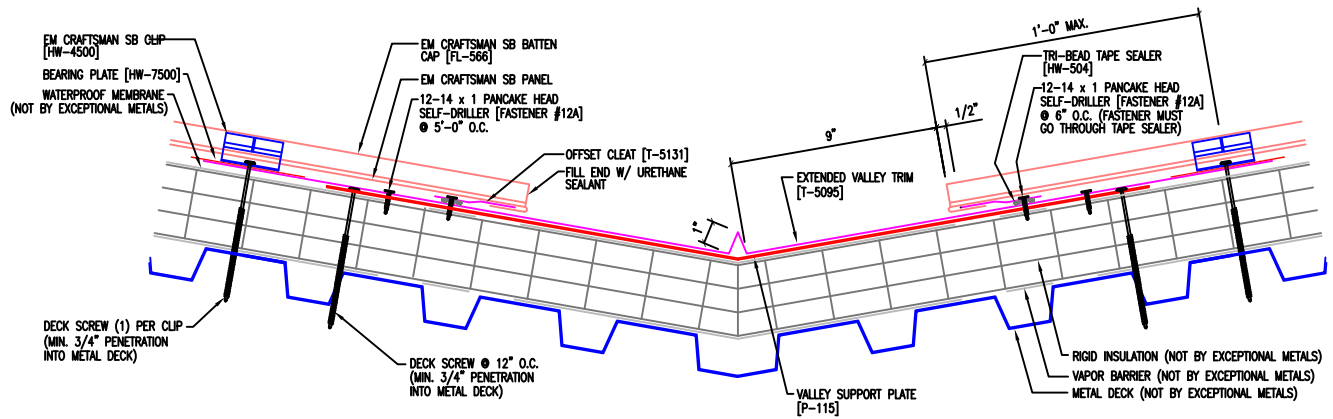 EM CRAFTSMAN SB CLIP
[HW-4500]
BEARING PLATE [HW-7500]
WATERPROOF MEMBRANE
(NOT BY EXCEPTIONAL METALS)
EM CRAFTSMAN SB BATTEN
CAP [FL-566]
EM CRAFTSMAN SB PANEL
12-14 x 1 PANCAKE HEAD
SELF-DRILLER [FASTENER #12A]
@ 5'-0" O.C.
OFFSET CLEAT [T-5131]
FILL END W/ URETHANE
SEALANT
1"
9"
1/2"
1'-0" MAX.
TRI-BEAD TAPE SEALER
[HW-504]
12-14 x 1 PANCAKE HEAD
SELF-DRILLER [FASTENER #12A]
@ 6" O.C. (FASTENER MUST
GO THROUGH TAPE SEALER)
EXTENDED VALLEY TRIM
[T-5095]
DECK SCREW (1) PER CLIP
(MIN. 3/4" PENETRATION
INTO METAL DECK)
DECK SCREW @ 12" O.C.
(MIN. 3/4" PENETRATION
INTO METAL DECK)
VALLEY SUPPORT PLATE
[P-115]
RIGID INSULATION (NOT BY EXCEPTIONAL METALS)
VAPOR BARRIER (NOT BY EXCEPTIONAL METALS)
METAL DECK (NOT BY EXCEPTIONAL METALS)